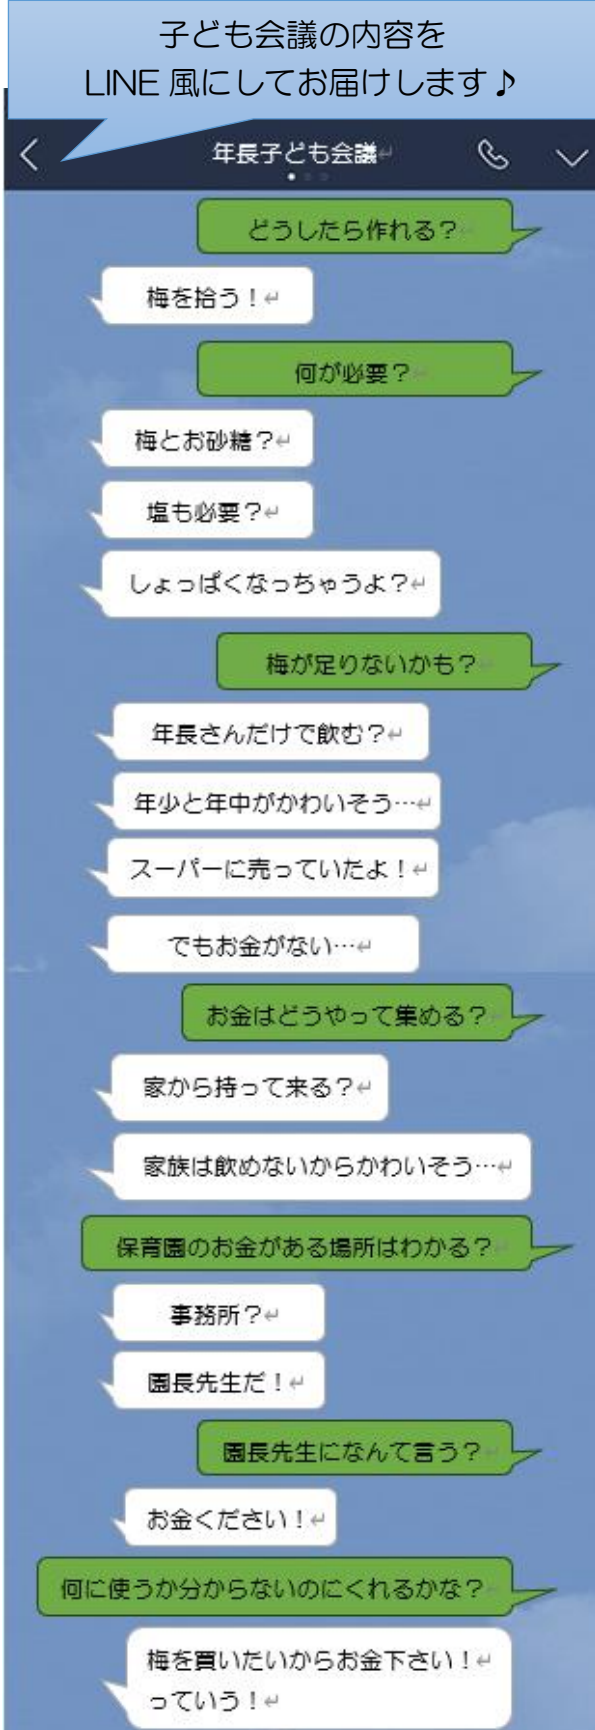 子ども会議の内容を
LINE 風にしてお届けします♪
年長子ども会議
どうしたら作れる？
梅を拾う！
何が必要？
梅とお砂糖？
塩も必要？
しょっぱくなっちゃうよ？
梅が足りないかも？
年長さんだけで飲む？
年少と年中がかわいそう…
スーパーに売っていたよ！
でもお金がない…
お金はどうやって集める？
家から持って来る？
家族は飲めないからかわいそう…
保育園のお金がある場所はわかる？
事務所？
園長先生だ！
園長先生になんて言う？
お金ください！
何に使うか分からないのにくれるかな？
梅を買いたいからお金下さい！
っていう！